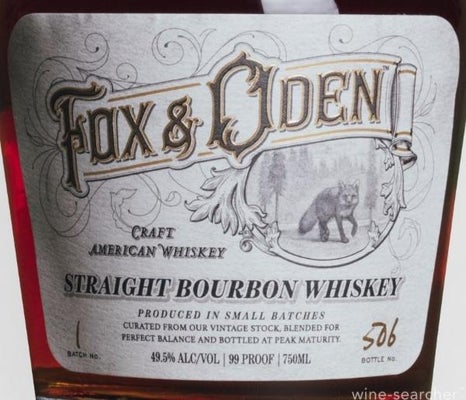 FOX & ODEN™
CRAFT
AMERICAN WHISKEY
STRAIGHT BOURBON WHISKEY
PRODUCED IN SMALL BATCHES
CURATED FROM OUR VINTAGE STOCK, BLENDED FOR
PERFECT BALANCE AND BOTTLED AT PEAK MATURITY.
1
BATCH NO.
49.5% ALC/VOL | 99 PROOF | 750ML
506
BOTTLE NO.
wine-searcher™